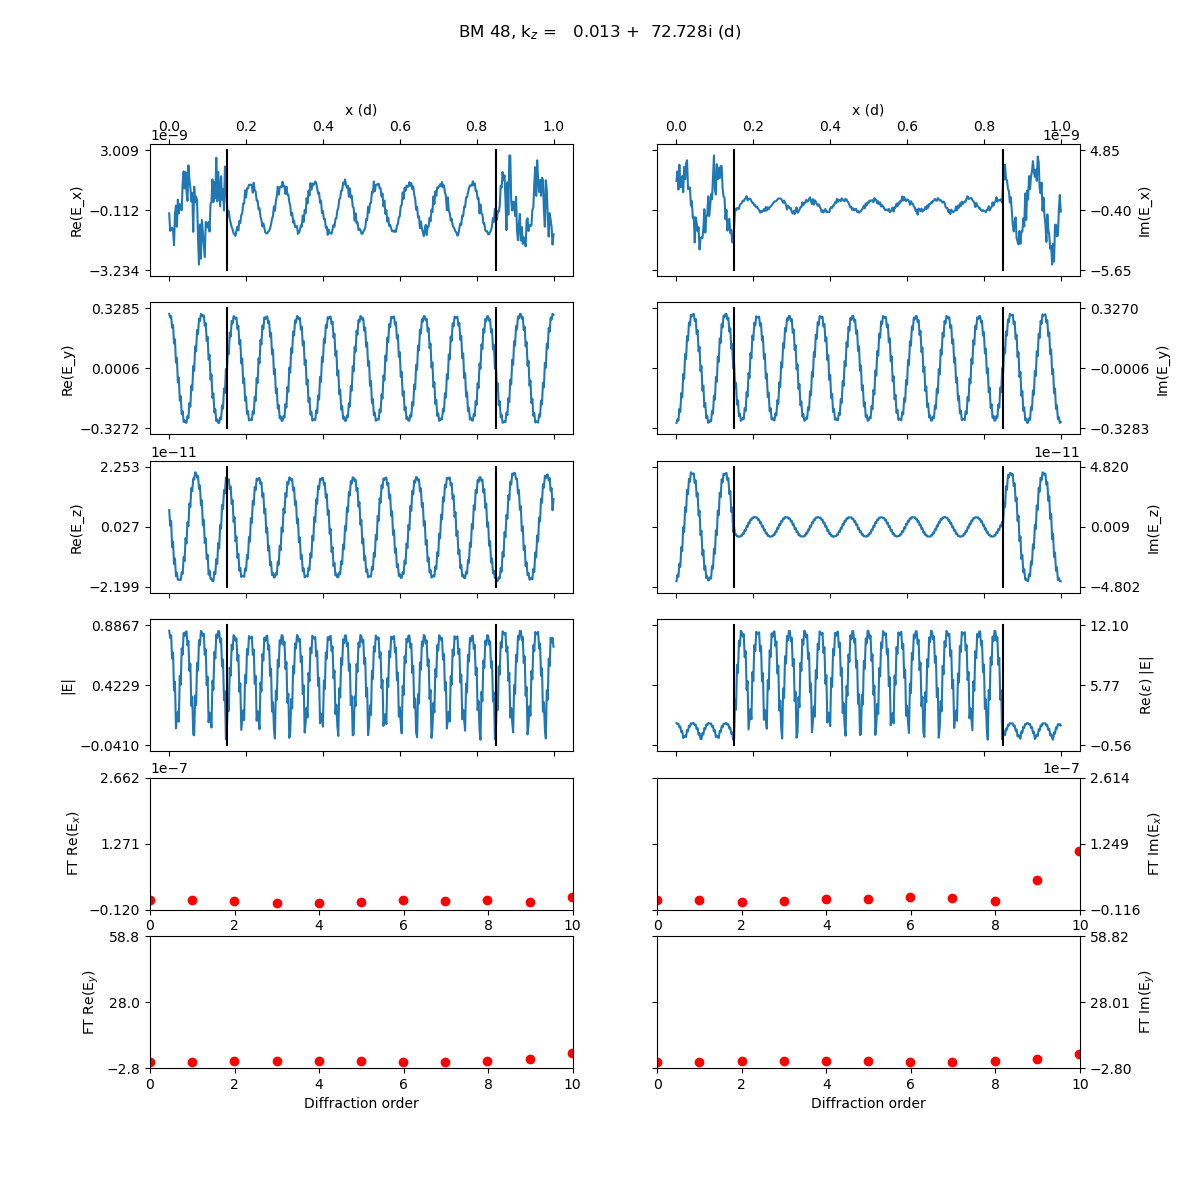 BM 48, k_z =   0.013 +  72.728i (d)
x (d) x (d)
0.0 0.2 0.4 0.6 0.8 1.0 0.0 0.2 0.4 0.6 0.8 1.0
1e−9 1e−9
Re(E_x) 3.009 −0.112 −3.234
4.85 −0.40 −5.65 Im(E_x)
Re(E_y) 0.3285 0.0006 −0.3272
0.3270 −0.0006 −0.3283 Im(E_y)
1e−11 1e−11
Re(E_z) 2.253 0.027 −2.199
4.820 0.009 −4.802 Im(E_z)
|E| 0.8867 0.4229 −0.0410
12.10 5.77 −0.56 Re(ε) |E|
1e−7 1e−7
FT Re(E_x) 2.662 1.271 −0.120
2.614 1.249 −0.116 FT Im(E_x)
0 2 4 6 8 10 0 2 4 6 8 10
FT Re(E_y) 58.8 28.0 −2.8
58.82 28.01 −2.80 FT Im(E_y)
0 2 4 6 8 10 0 2 4 6 8 10
Diffraction order Diffraction order